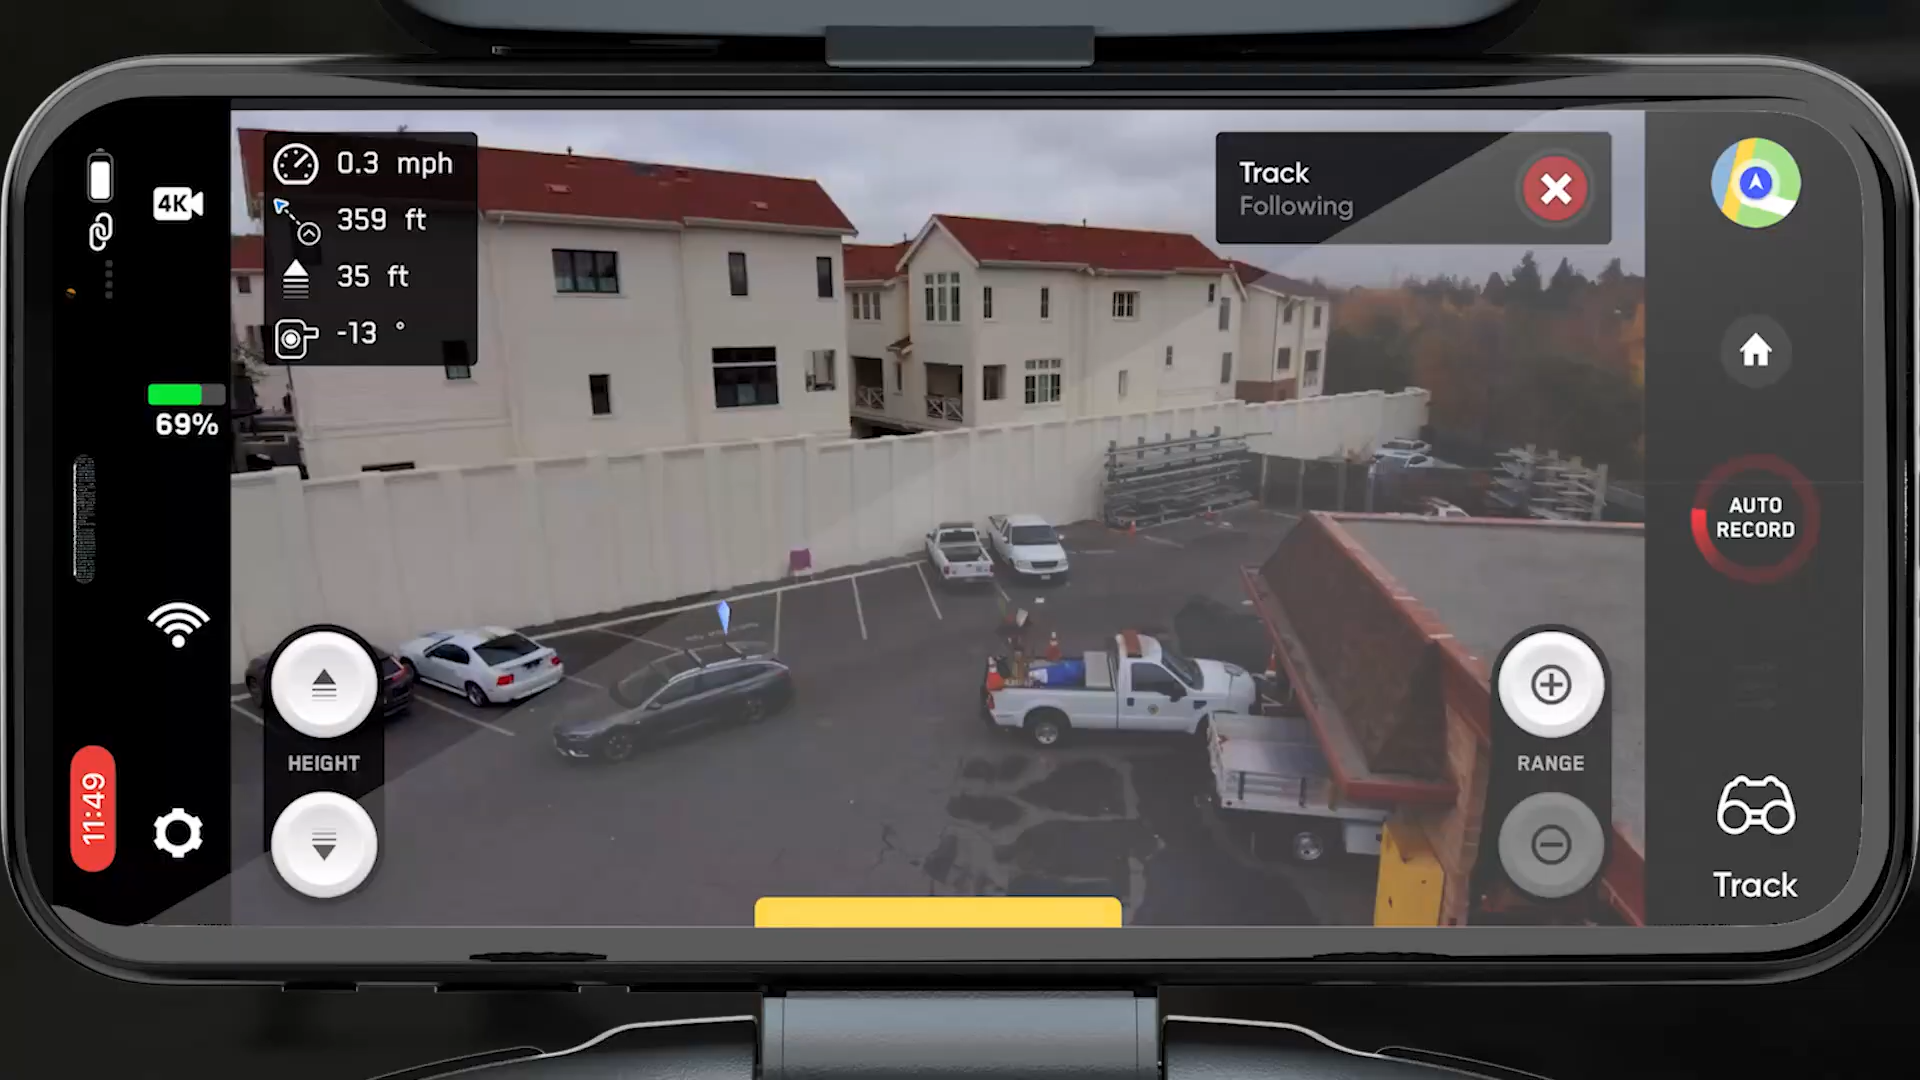 4K
69%
11:49
0.3 mph
359 ft
35 ft
-13 °
HEIGHT
Track
Following
RANGE
AUTO
RECORD
Track